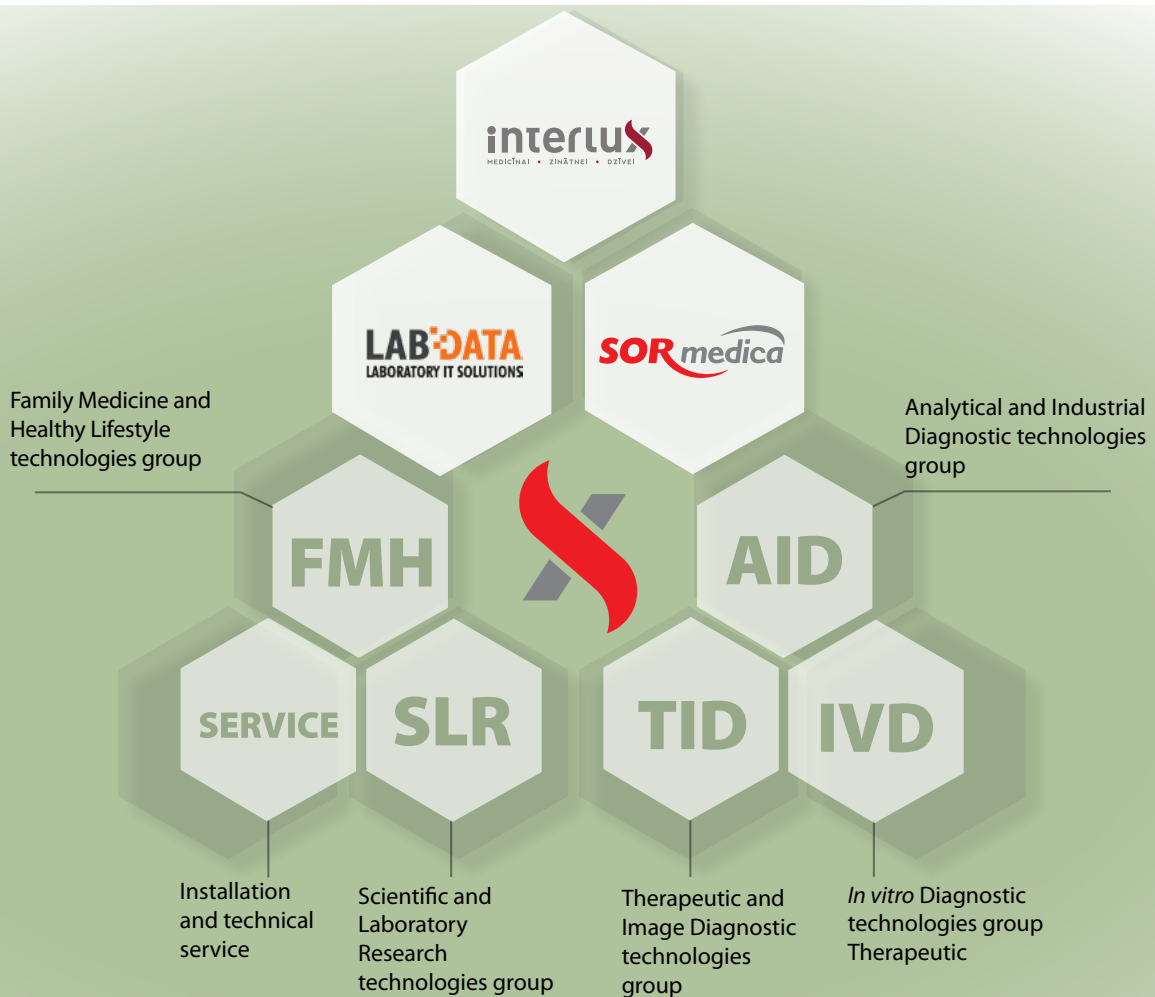 interlux
MEDICĪNAI • ZINĀTNEI • DZĪVEI
LAB DATA
LABORATORY IT SOLUTIONS
SOR medica
Family Medicine and
Healthy Lifestyle
technologies group
Analytical and Industrial
Diagnostic technologies
group
FMH
AID
SERVICE
SLR
TID
IVD
Installation
and technical
service
Scientific and
Laboratory
Research
technologies group
Therapeutic and
Image Diagnostic
technologies
group
In vitro Diagnostic
technologies group
Therapeutic